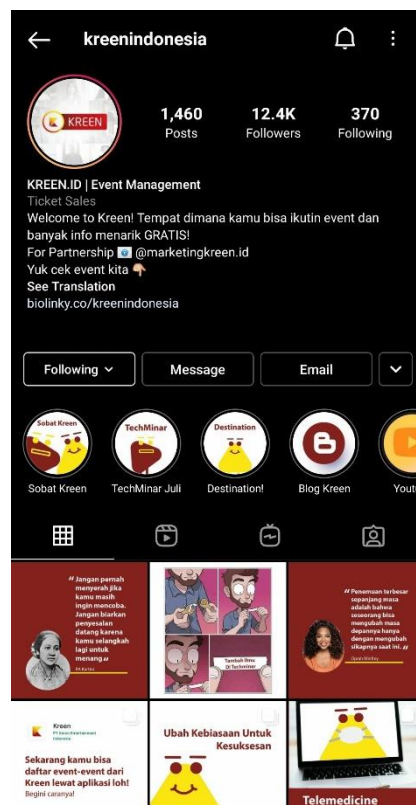 kreenindonesia
KREEN
1,460
Posts
12.4K
Followers
370
Following
KREEN.ID | Event Management
Ticket Sales
Welcome to Kreen! Tempat dimana kamu bisa ikutin event dan
banyak info menarik GRATIS!
For Partnership 📧 @marketingkreen.id
Yuk cek event kita 👇🏼
See Translation
biolinky.co/kreenindonesia
Following
Message
Email
Sobat Kreen
TechMinar
Destination
Sobat Kreen
TechMinar Juli
Destination!
Blog Kreen
Yout
" Jangan pernah
menyerah jika
kamu masih
ingin mencoba.
Jangan biarkan
penyesalan
datang karena
kamu selangkah
lagi untuk
menang "
RA Kartini
Tambah Ilmu
Di Techminar
" Penemuan terbesar
sepanjang masa
adalah bahwa
seseorang bisa
mengubah masa
depannya hanya
dengan mengubah
sikapnya saat ini. "
Oprah Winfrey
Kreen
Sekarang kamu bisa
daftar event-event dari
Kreen lewat aplikasi loh!
Begini caranya!
Ubah Kebiasaan Untuk
Kesuksesan
Telemedicine